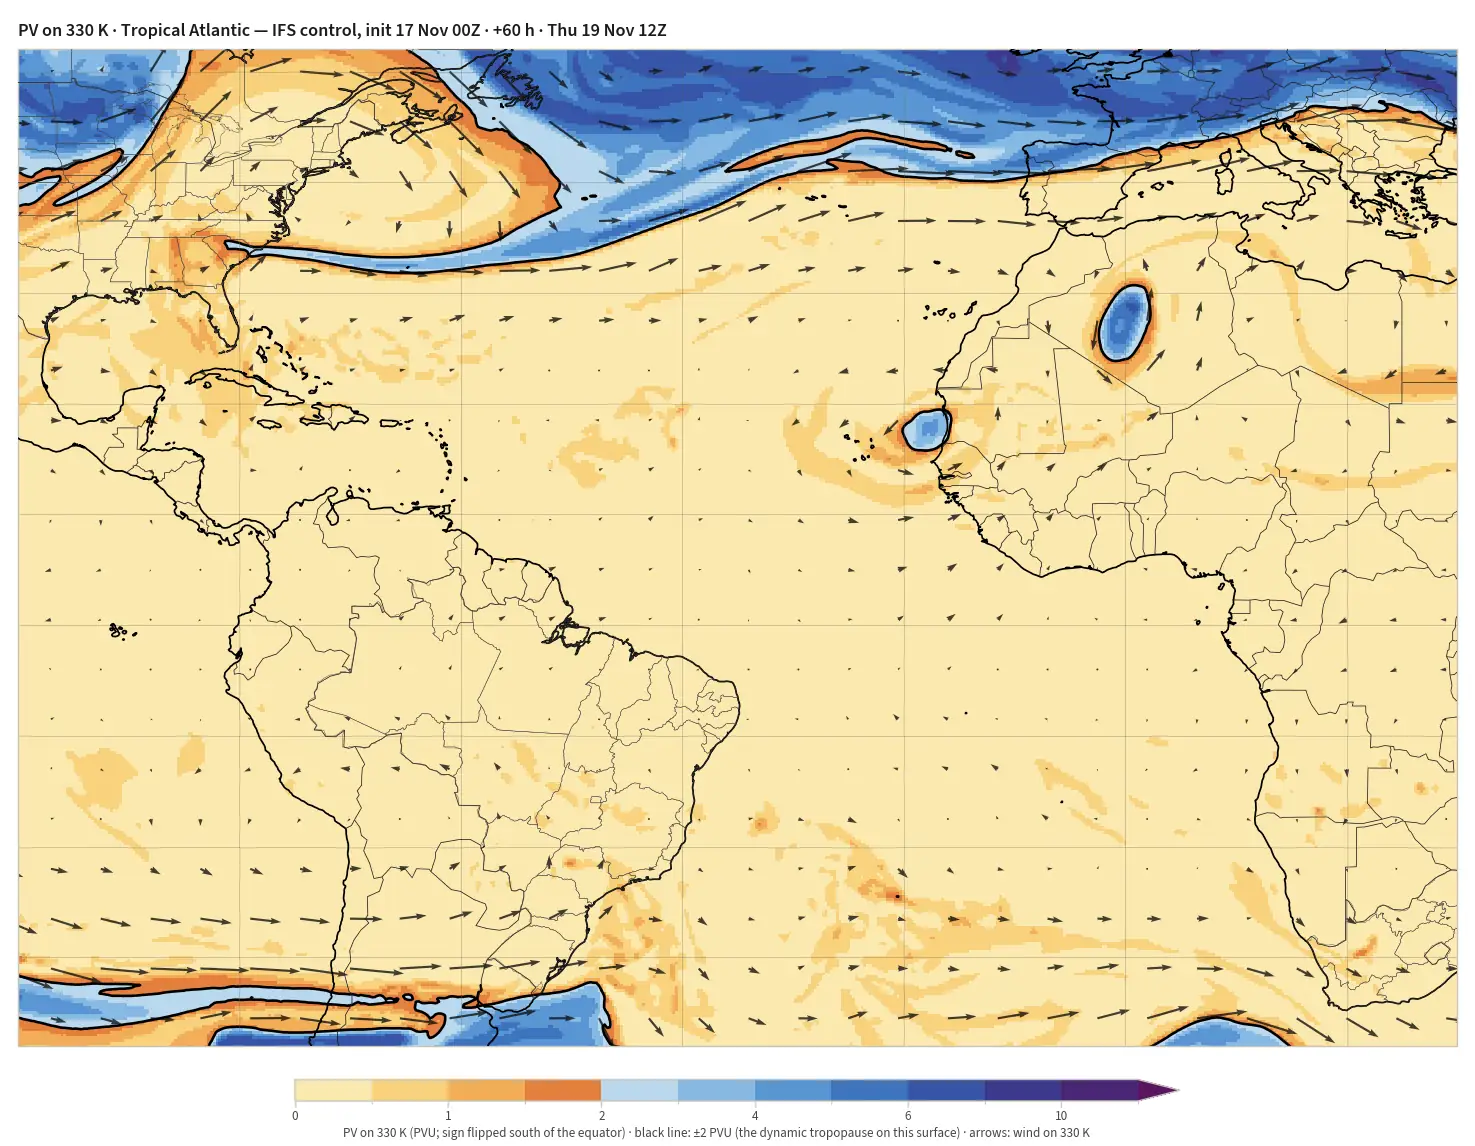 PV on 330 K · Tropical Atlantic — IFS control, init 17 Nov 00Z · +60 h · Thu 19 Nov 12Z
0 1 2 4 6 8 10
PV on 330 K (PVU; sign flipped south of the equator) · black line: ±2 PVU (the dynamic tropopause on this surface) · arrows: wind on 330 K